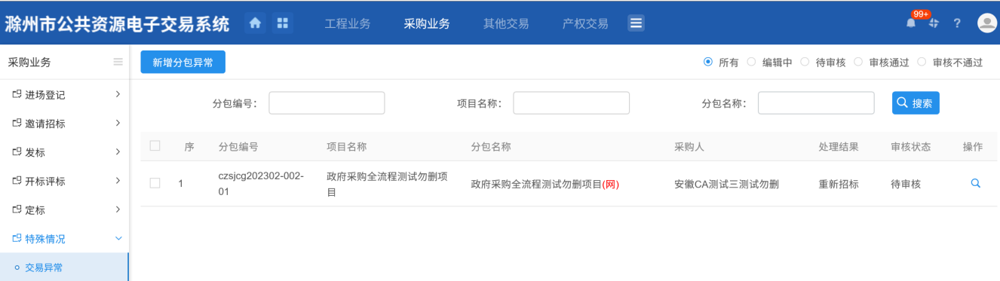 滁州市公共资源电子交易系统
工程业务
采购业务
其他交易
产权交易
99+
?
采购业务
新增分包异常
所有
编辑中
待审核
审核通过
审核不通过
进场登记
邀请招标
发标
开标评标
定标
特殊情况
交易异常
分包编号：
项目名称：
分包名称：
搜索
序
分包编号
项目名称
分包名称
采购人
处理结果
审核状态
操作
1
czsjcg202302-002-
01
政府采购全流程测试勿删项
目
政府采购全流程测试勿删项目(网)
安徽CA测试三测试勿删
重新招标
待审核